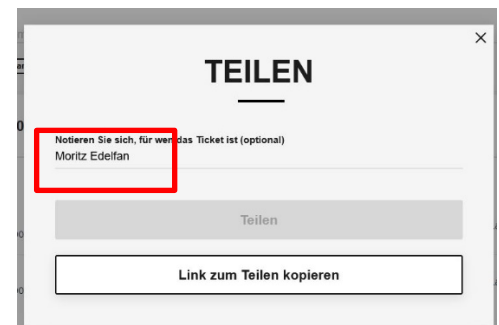 TEILEN
Notieren Sie sich, für wen das Ticket ist (optional)
Moritz Edelfan
Teilen
Link zum Teilen kopieren